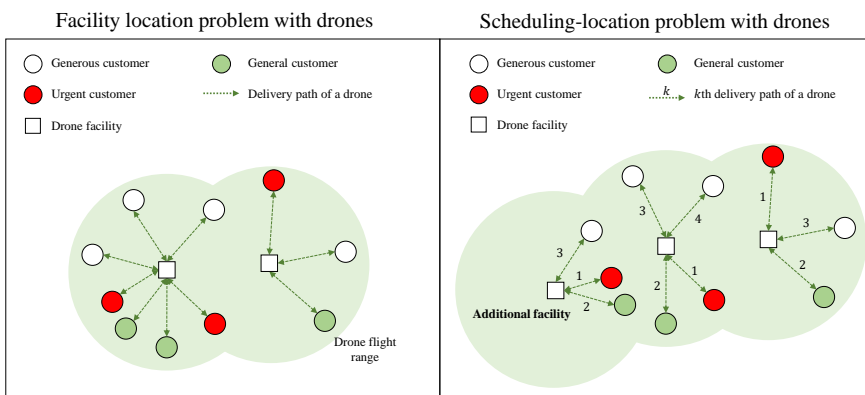 Facility location problem with drones
Generous customer
General customer
Urgent customer
Delivery path of a drone
Drone facility
Drone flight
range
Scheduling-location problem with drones
Generous customer
General customer
Urgent customer
k
kth delivery path of a drone
Drone facility
1
3
4
3
3
1
2
1
2
2
Additional facility